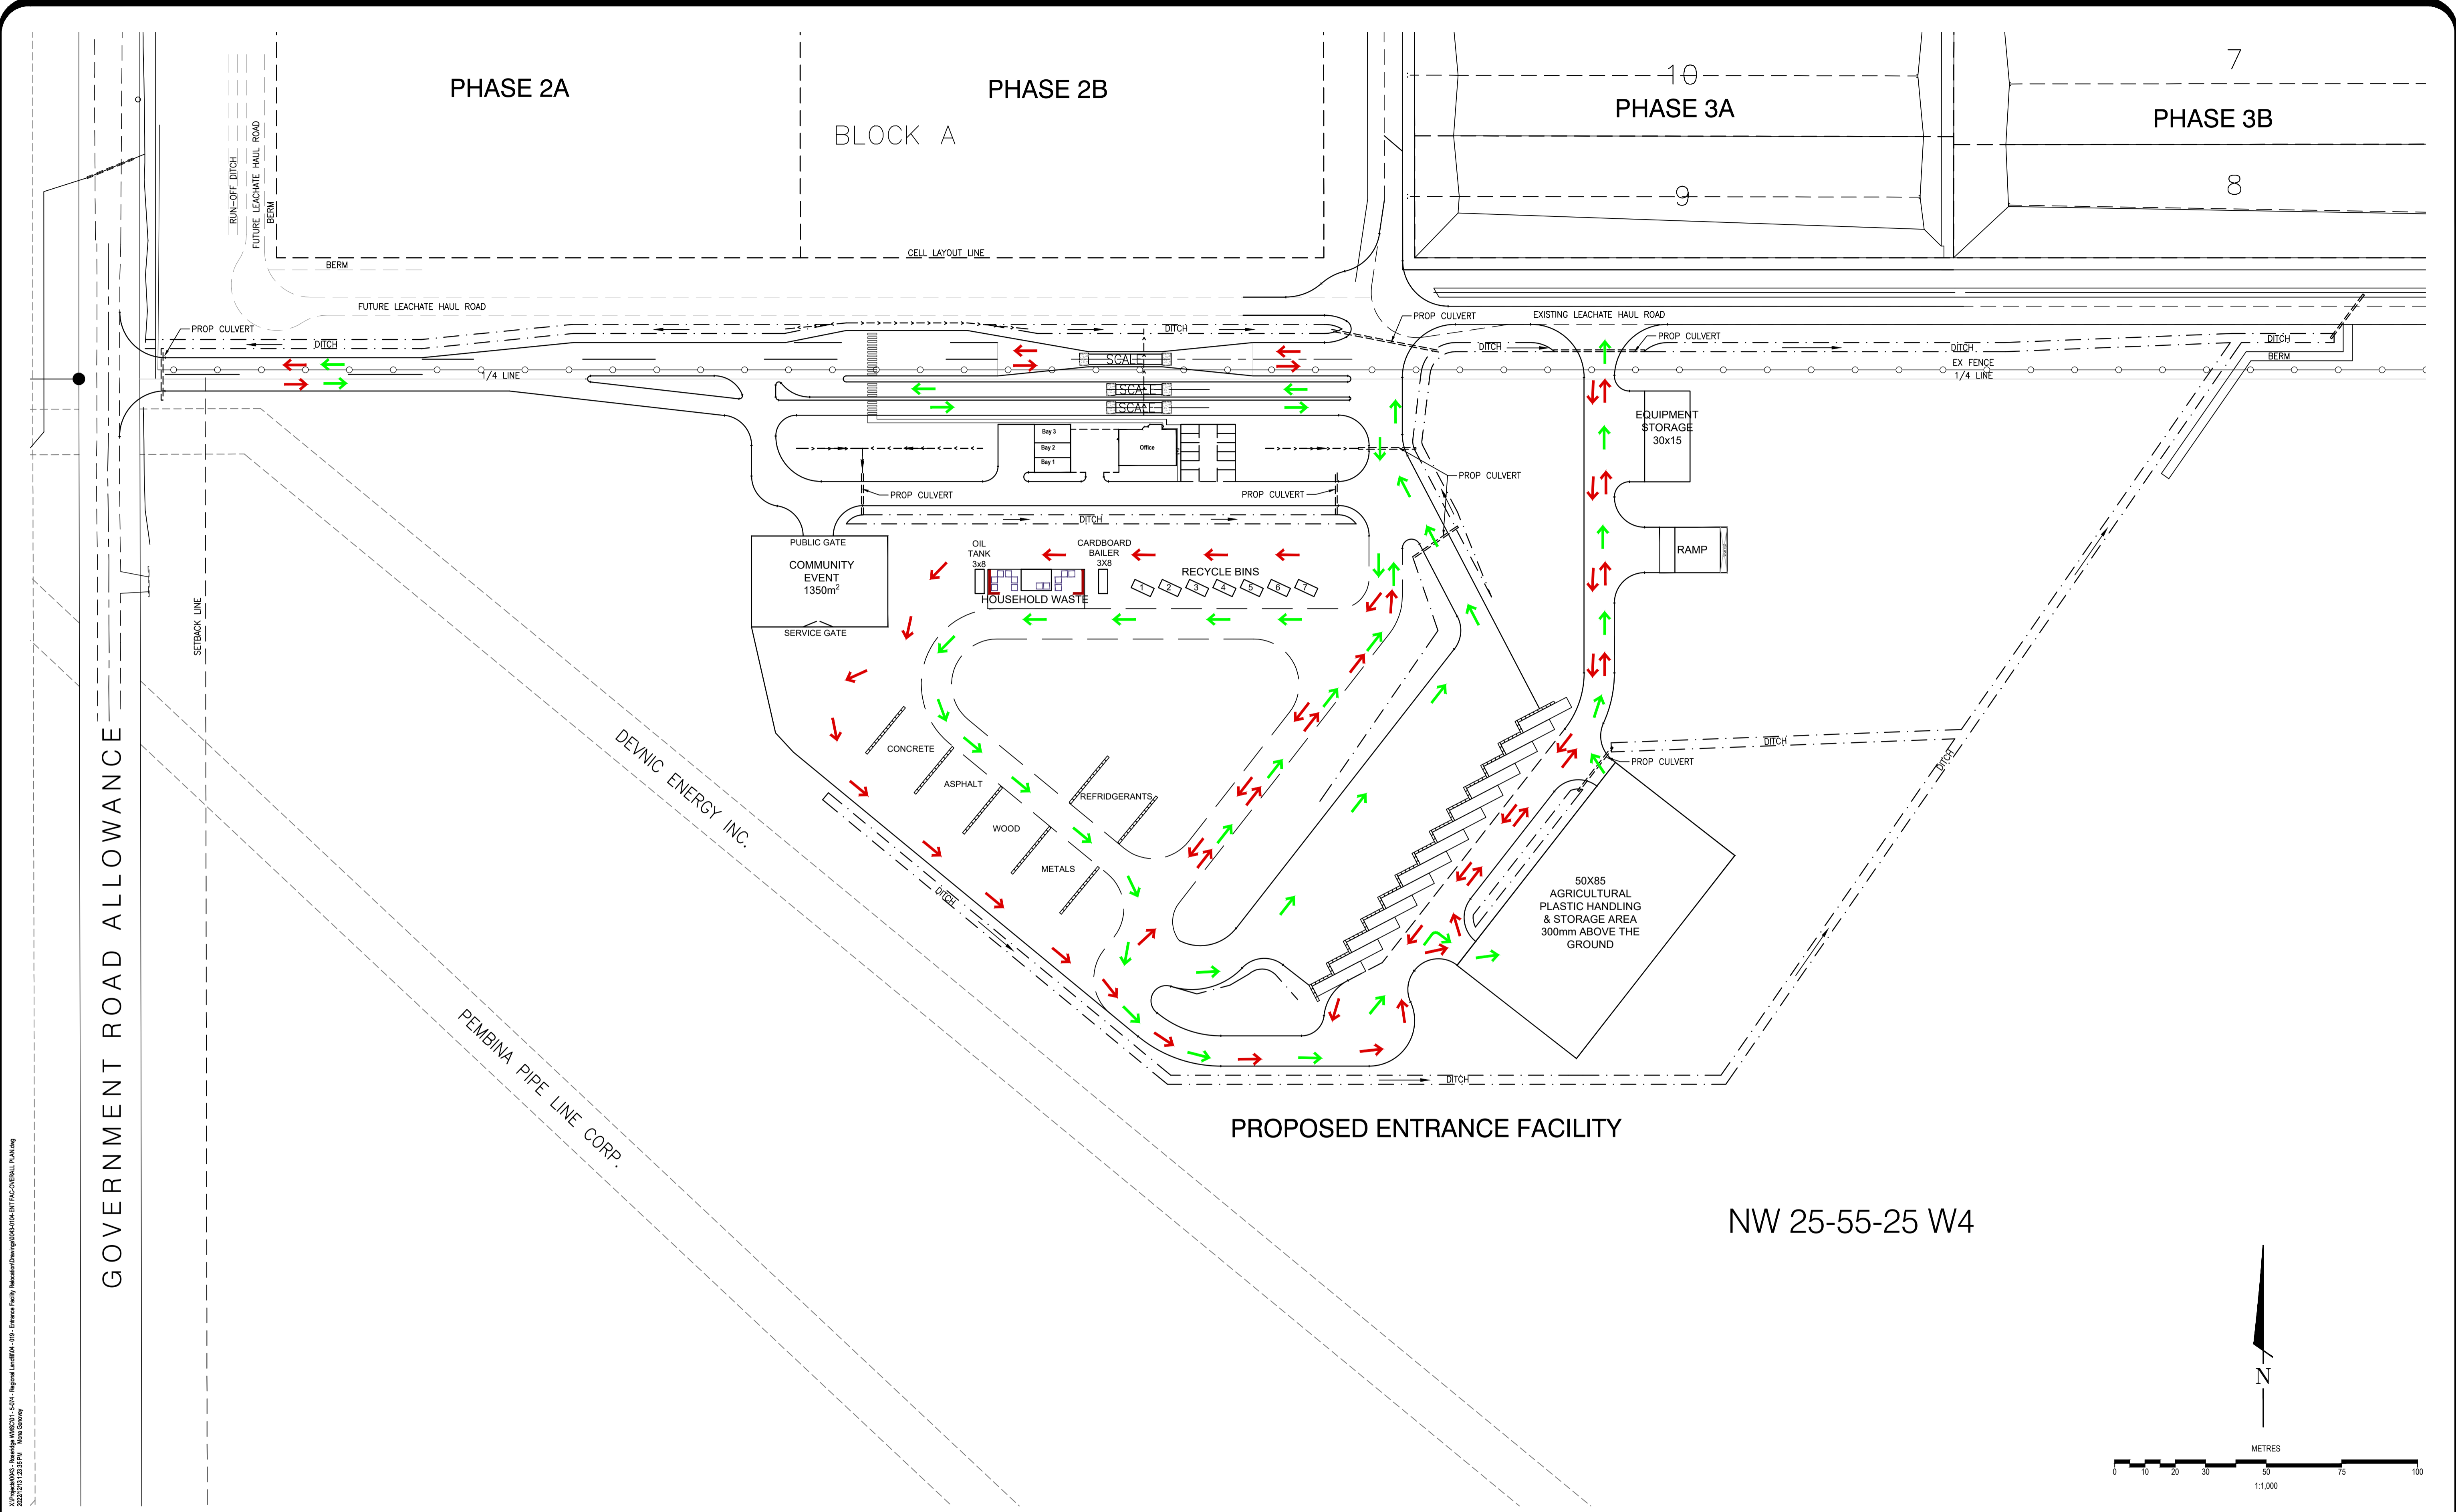 PHASE 2A
PHASE 2B
BLOCK A
10
PHASE 3A
9
7
PHASE 3B
8
RUN-OFF DITCH
FUTURE LEACHATE HAUL ROAD
BERM
BERM
CELL LAYOUT LINE
FUTURE LEACHATE HAUL ROAD
PROP CULVERT
DITCH
1/4 LINE
DITCH
SCALE
SCALE
SCALE
PROP CULVERT
EXISTING LEACHATE HAUL ROAD
DITCH
PROP CULVERT
DITCH
DITCH
BERM
EX FENCE
1/4 LINE
Bay 3
Bay 2
Bay 1
Office
EQUIPMENT
STORAGE
30x15
PROP CULVERT
PROP CULVERT
PROP CULVERT
DITCH
RAMP
PUBLIC GATE
COMMUNITY
EVENT
1350m2
SERVICE GATE
OIL
TANK
3x8
HOUSEHOLD WASTE
CARDBOARD
BAILER
3X8
RECYCLE BINS
1
2
3
4
5
6
7
SETBACK LINE
CONCRETE
ASPHALT
WOOD
METALS
REFRIDGERANTS
DITCH
DITCH
PROP CULVERT
DITCH
50X85
AGRICULTURAL
PLASTIC HANDLING
& STORAGE AREA
300mm ABOVE THE
GROUND
DITCH
GOVERNMENT ROAD ALLOWANCE
DEVNIC ENERGY INC.
PEMBINA PIPE LINE CORP.
PROPOSED ENTRANCE FACILITY
NW 25-55-25 W4
N
METRES
0 10 20 30 50 75 100
1:1,000
2022/12/13 1:23:35 PM